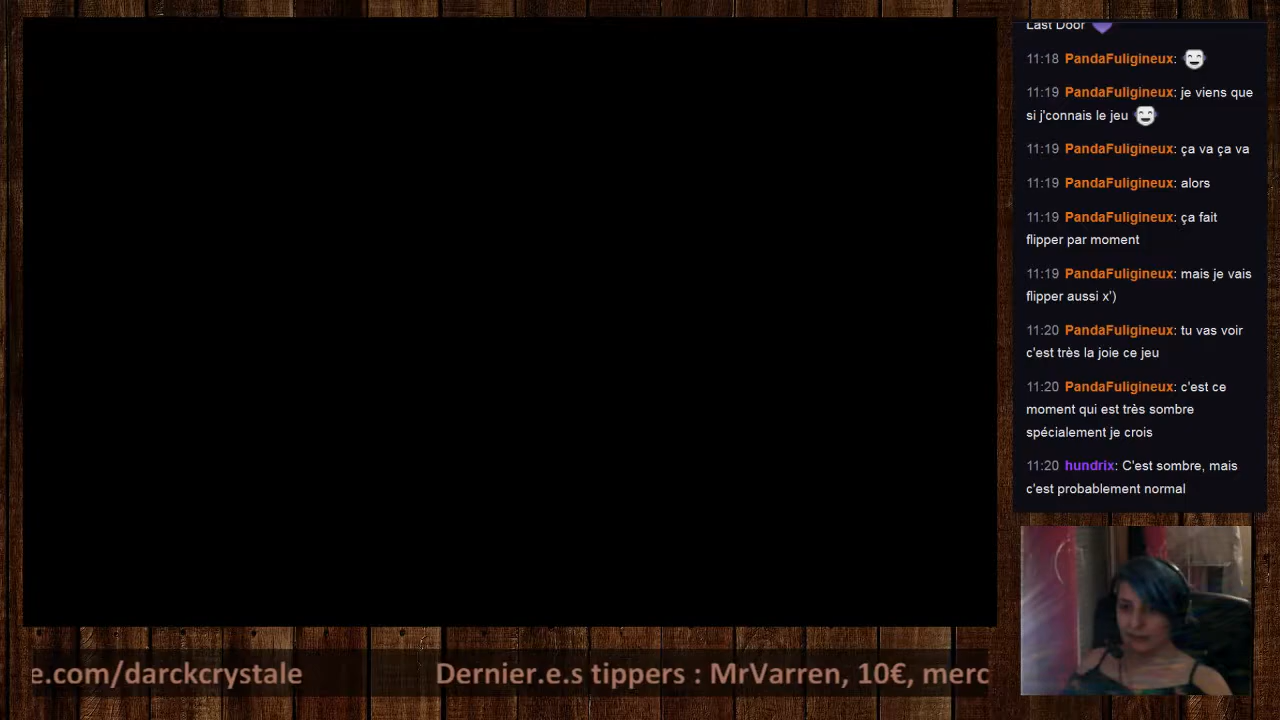 Last Door
11:18 PandaFuligineux:
11:19 PandaFuligineux: je viens que
si j'connais le jeu
11:19 PandaFuligineux: ça va ça va
11:19 PandaFuligineux: alors
11:19 PandaFuligineux: ça fait
flipper par moment
11:19 PandaFuligineux: mais je vais
flipper aussi x')
11:20 PandaFuligineux: tu vas voir
c'est très la joie ce jeu
11:20 PandaFuligineux: c'est ce
moment qui est très sombre
spécialement je crois
11:20 hundrix: C'est sombre, mais
c'est probablement normal
e.com/darckcrystale
Dernier.e.s tippers : MrVarren, 10€, merc